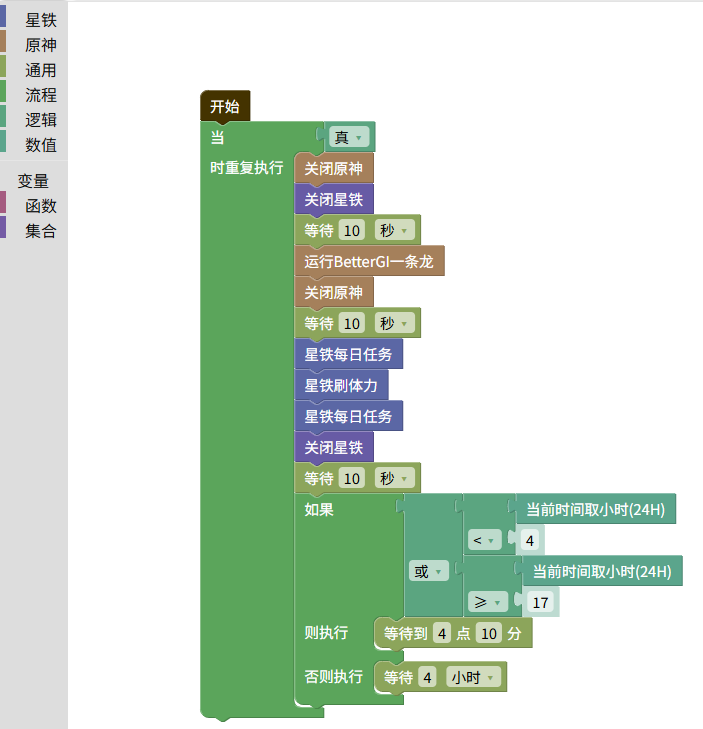 星铁
原神
通用
流程
逻辑
数值
变量
函数
集合
开始
当 真
时重复执行 关闭原神
关闭星铁
等待 10 秒
运行BetterGI一条龙
关闭原神
等待 10 秒
星铁每日任务
星铁刷体力
星铁每日任务
关闭星铁
等待 10 秒
如果 当前时间取小时(24H)
< 4
或 当前时间取小时(24H)
≥ 17
则执行 等待到 4 点 10 分
否则执行 等待 4 小时